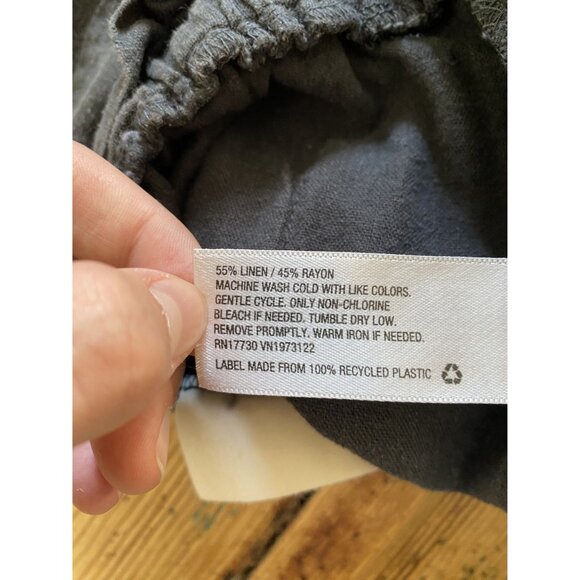 55% LINEN / 45% RAYON
MACHINE WASH COLD WITH LIKE COLORS.
GENTLE CYCLE. ONLY NON-CHLORINE
BLEACH IF NEEDED. TUMBLE DRY LOW.
REMOVE PROMPTLY. WARM IRON IF NEEDED.
RN17730 VN1973122
LABEL MADE FROM 100% RECYCLED PLASTIC